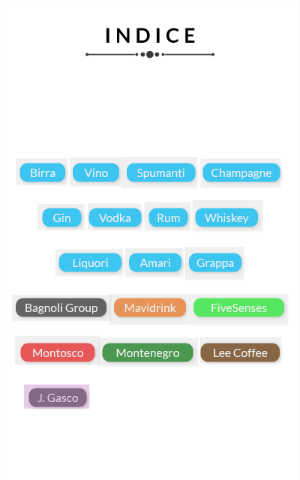 INDICE
Birra Vino Spumanti Champagne
Gin Vodka Rum Whiskey
Liquori Amari Grappa
Bagnoli Group Mavidrink FiveSenses
Montosco Montenegro Lee Coffee
J. Gasco